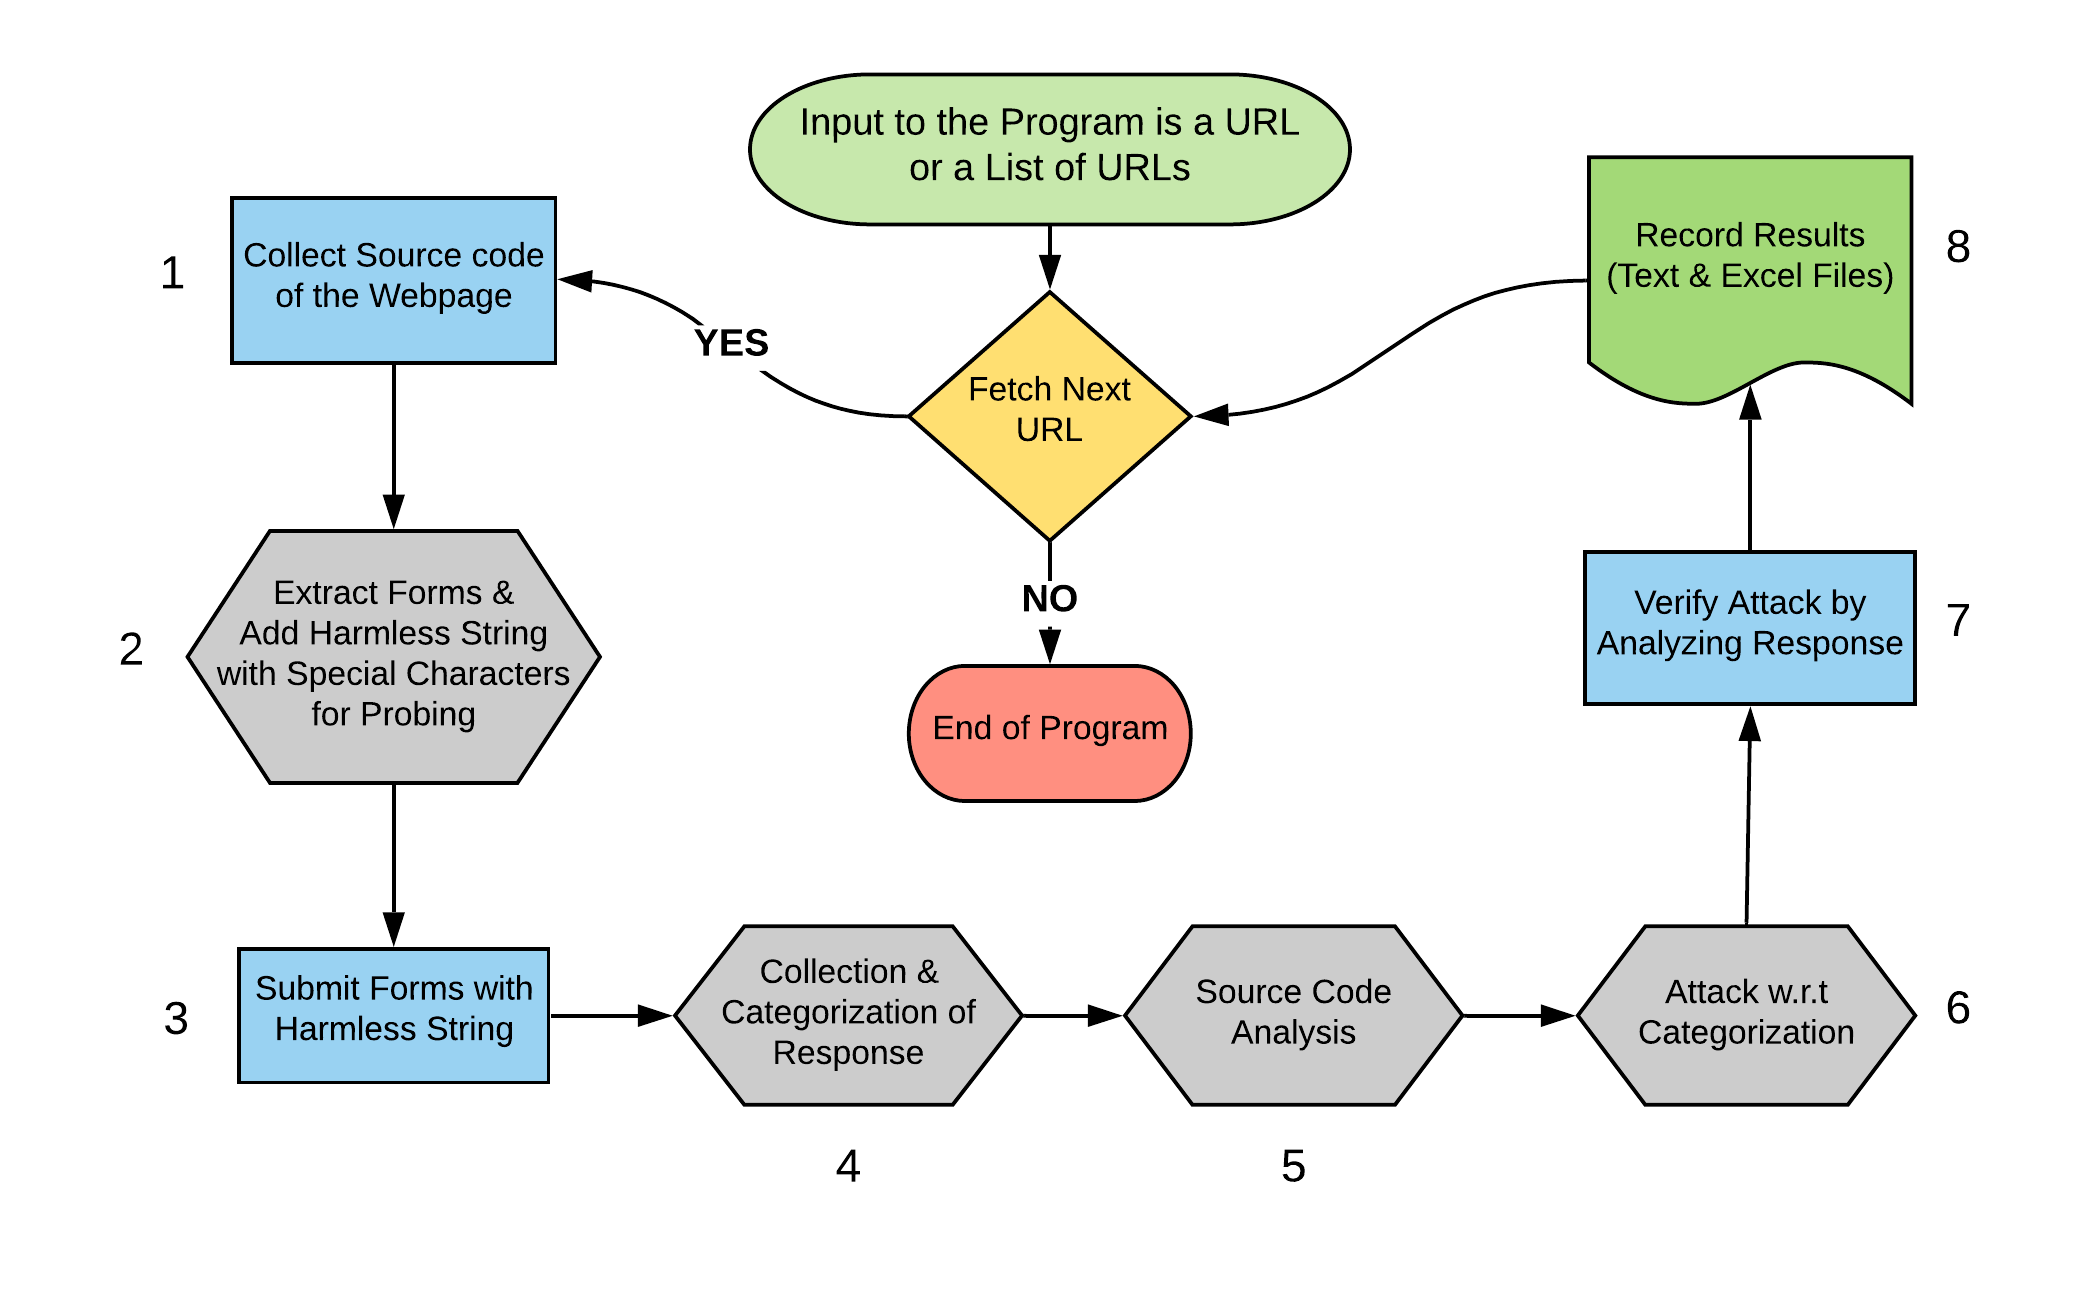 Input to the Program is a URL
or a List of URLs
Fetch Next
URL
YES
NO
End of Program
1
Collect Source code
of the Webpage
2
Extract Forms &
Add Harmless String
with Special Characters
for Probing
3
Submit Forms with
Harmless String
Collection &
Categorization of
Response
4
Source Code
Analysis
5
Attack w.r.t
Categorization
6
Verify Attack by
Analyzing Response
7
Record Results
(Text & Excel Files)
8